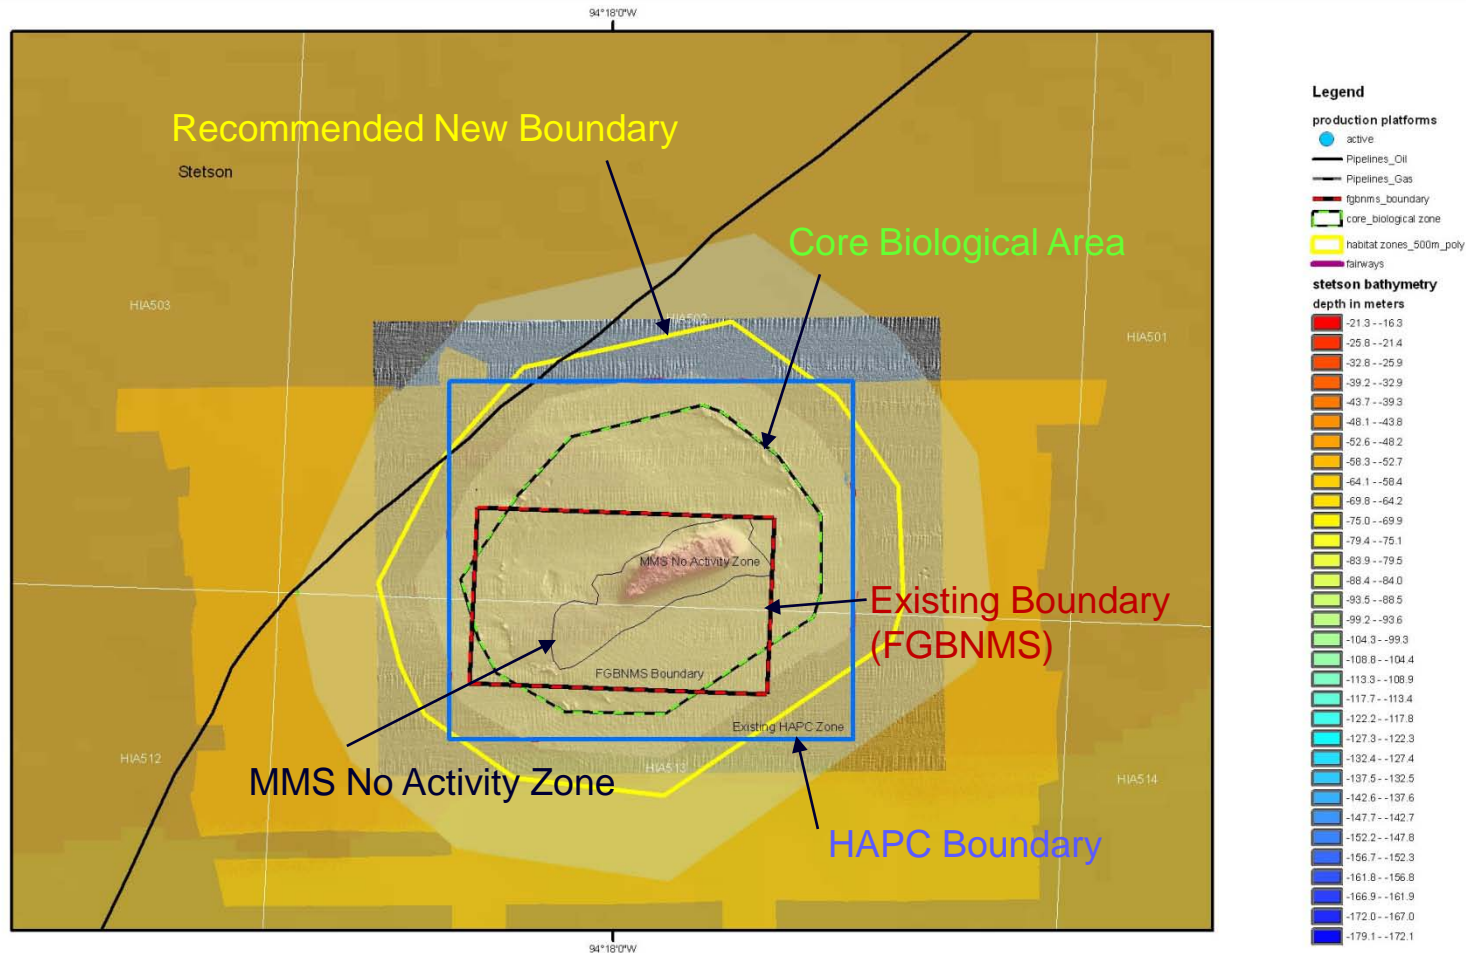 94°18'0"W
Recommended New Boundary
Stetson
Core Biological Area
HIA503
HIA502
HIA501
MMS No Activity Zone
Existing Boundary
(FGBNMS)
FGBNMS Boundary
Existing HAPC Zone
HIA512
HIA513
HIA514
MMS No Activity Zone
HAPC Boundary
94°18'0"W
Legend
production platforms
active
Pipelines_Oil
Pipelines_Gas
fgbnms_boundary
core_biological zone
habitat zones_500m_poly
fairways
stetson bathymetry
depth in meters
-21.3 - -16.3
-25.8 - -21.4
-32.8 - -25.9
-39.2 - -32.9
-43.7 - -39.3
-48.1 - -43.8
-52.6 - -48.2
-58.3 - -52.7
-64.1 - -58.4
-69.8 - -64.2
-75.0 - -69.9
-79.4 - -75.1
-83.9 - -79.5
-88.4 - -84.0
-93.5 - -88.5
-99.2 - -93.6
-104.3 - -99.3
-108.8 - -104.4
-113.3 - -108.9
-117.7 - -113.4
-122.2 - -117.8
-127.3 - -122.3
-132.4 - -127.4
-137.5 - -132.5
-142.6 - -137.6
-147.7 - -142.7
-152.2 - -147.8
-156.7 - -152.3
-161.8 - -156.8
-166.9 - -161.9
-172.0 - -167.0
-179.1 - -172.1